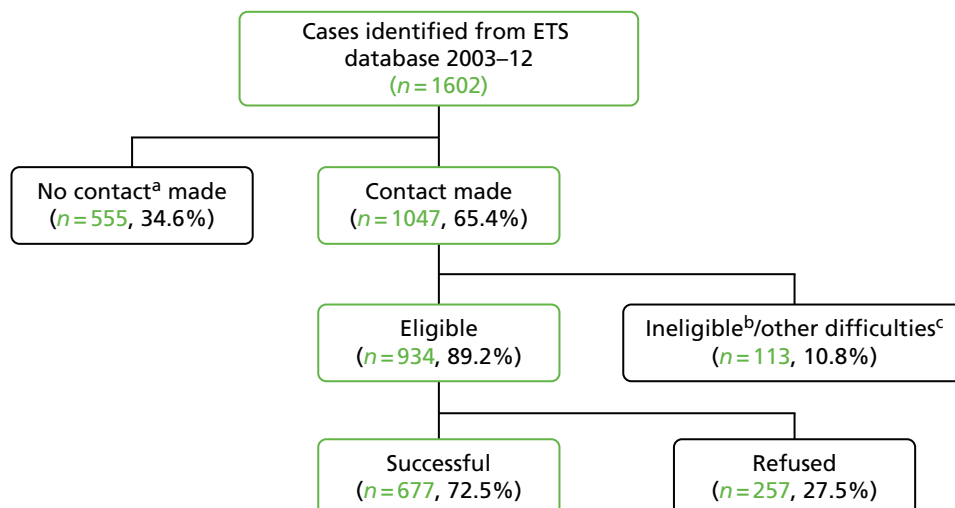 Cases identified from ETS
database 2003–12
(n = 1602)
No contactᵃ made
(n = 555, 34.6%)
Contact made
(n = 1047, 65.4%)
Eligible
(n = 934, 89.2%)
Ineligibleᵇ/other difficultiesᶜ
(n = 113, 10.8%)
Successful
(n = 677, 72.5%)
Refused
(n = 257, 27.5%)